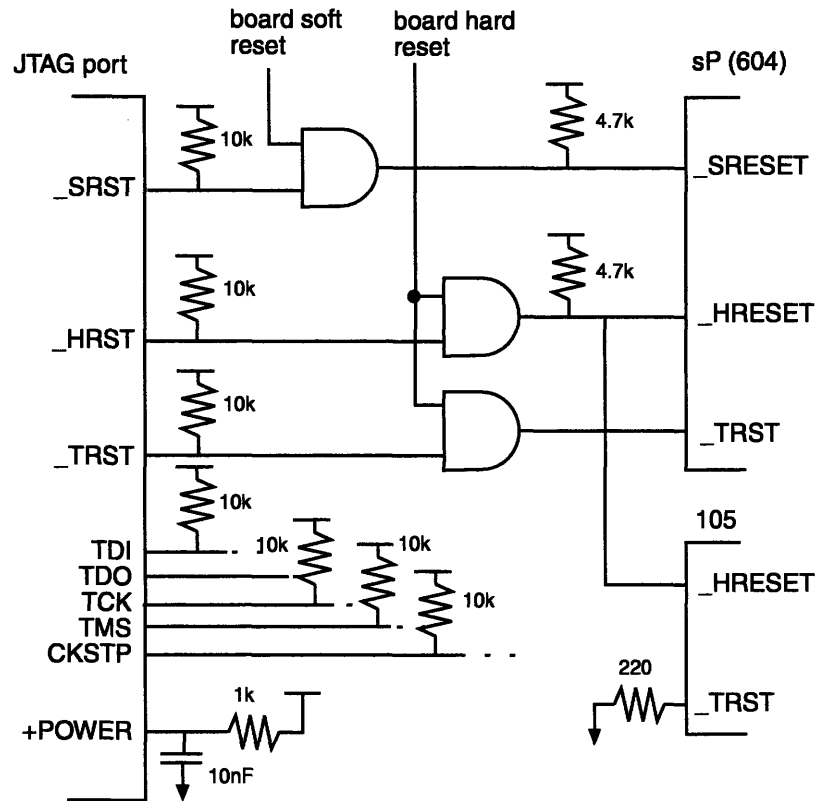 board soft
reset
board hard
reset
JTAG port
sP (604)
10k
4.7k
_SRST
_SRESET
10k
4.7k
_HRST
_HRESET
10k
_TRST
_TRST
10k
105
TDI
10k
10k
TDO
TCK
10k
TMS
CKSTP
_HRESET
220
1k
_TRST
+POWER
10nF